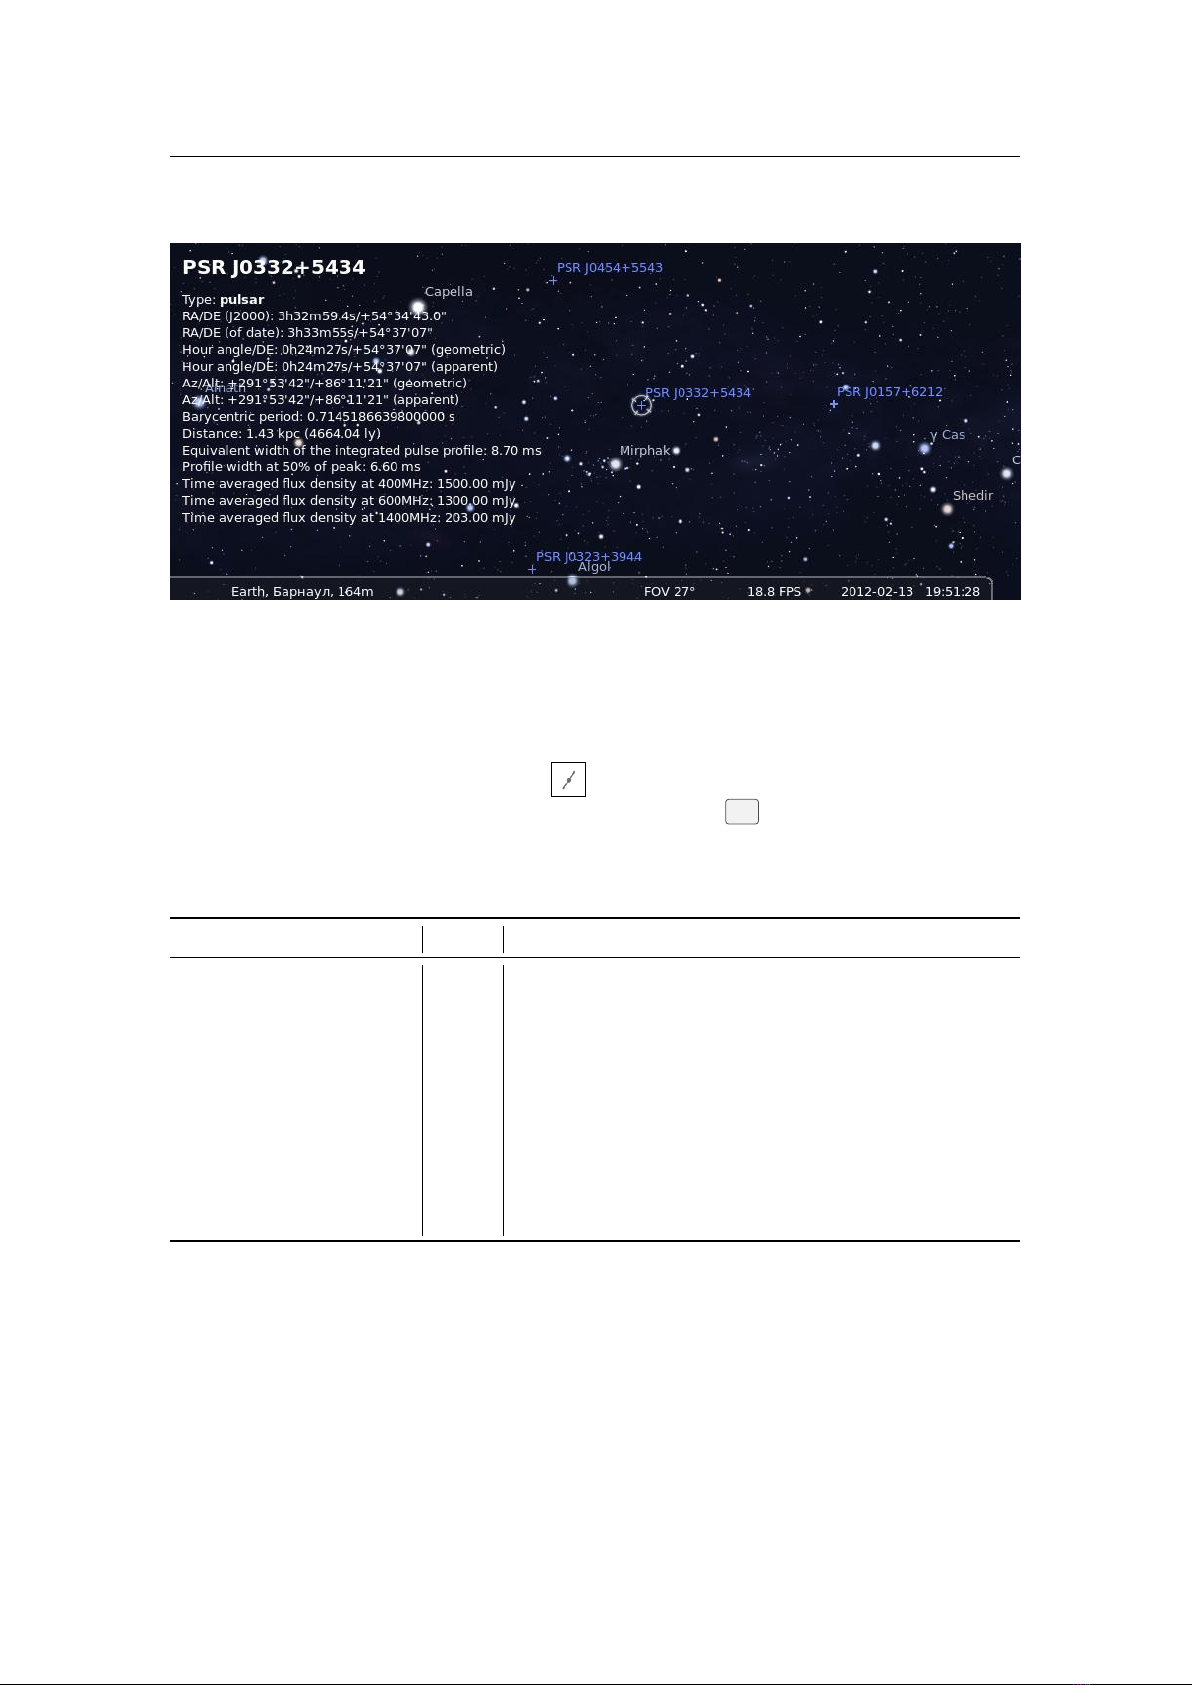 PSR J0332+5434
Type: pulsar
RA/DE (J2000): 3h32m59.4s/+54°34'43.0"
RA/DE (of date): 3h33m55s/+54°37'07"
Hour angle/DE: 0h24m27s/+54°37'07" (geometric)
Hour angle/DE: 0h24m27s/+54°37'07" (apparent)
Az/Alt: +291°53'42"/+86°11'21" (geometric)
Az/Alt: +291°53'42"/+86°11'21" (apparent)
Barycentric period: 0.7145186639800000 s
Distance: 1.43 kpc (4664.04 ly)
Equivalent width of the integrated pulse profile: 8.70 ms
Profile width at 50% of peak: 6.60 ms
Time averaged flux density at 400MHz: 1500.00 mJy
Time averaged flux density at 600MHz: 1300.00 mJy
Time averaged flux density at 1400MHz: 203.00 mJy
PSR J0454+5543
Capella
PSR J0332+5434
PSR J0157+6212
γ Cas
Mirphak
C
Shedir
PSR J0323+3944
Algol
Earth, Барнаул, 164m
FOV 27°
18.8 FPS
2012-02-13 19:51:28